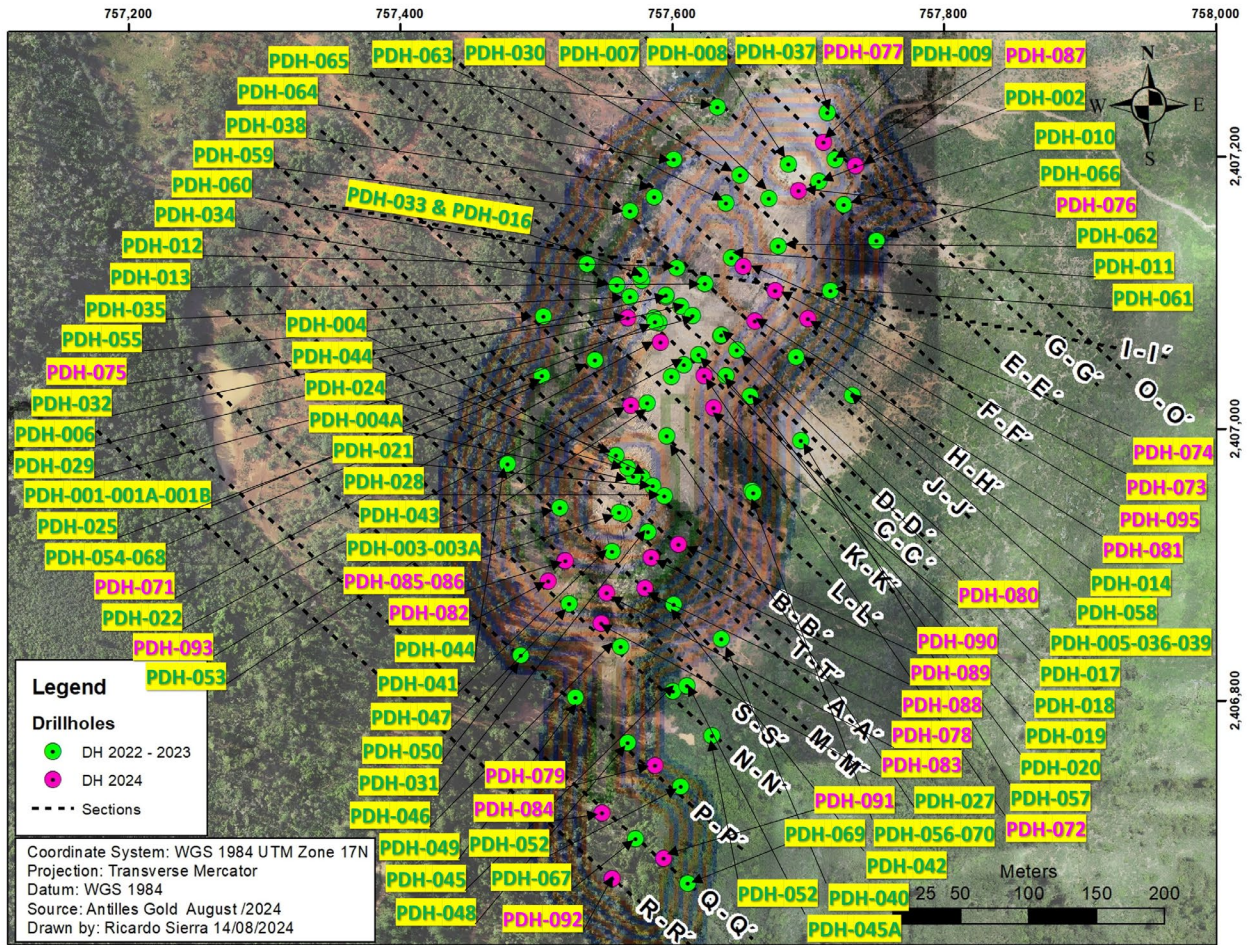 757,200 757,400 757,600 757,800 758,000
PDH-065 PDH-063 PDH-030 PDH-007 PDH-008 PDH-037 PDH-077 PDH-009 PDH-087
N
PDH-064 PDH-002
W E
PDH-038 PDH-010
S
2,407,200
PDH-059 PDH-066
PDH-060 PDH-033 & PDH-016 PDH-076
PDH-034 PDH-062
PDH-012 PDH-011
PDH-013 PDH-061
PDH-035 PDH-004
PDH-055 PDH-044
G-G´ I-I´
PDH-075 E-E´
PDH-024 O-O´
PDH-032 PDH-004A F-F´
2,407,000
PDH-006 PDH-021 PDH-074
PDH-029 PDH-028 H-H´ PDH-073
PDH-001-001A-001B J-J´
PDH-025 PDH-043 D-D´ PDH-095
PDH-054-068 PDH-003-003A C-C´ PDH-081
PDH-071 PDH-085-086 K-K´ PDH-014
PDH-022 PDH-082 L-L´ PDH-080 PDH-058
PDH-093 PDH-044 B-B´ PDH-090 PDH-005-036-039
PDH-053 PDH-041 T-T´ PDH-089 PDH-017
2,406,800
PDH-047 A-A´ PDH-088 PDH-018
PDH-050 S-S´ M-M´ PDH-078 PDH-019
PDH-031 PDH-079 N-N´ PDH-083 PDH-020
PDH-046 PDH-084 P-P´ PDH-091 PDH-027 PDH-057
PDH-049 PDH-052 PDH-069 PDH-056-070 PDH-072
PDH-045 PDH-067 PDH-042
PDH-048 PDH-092 R-R´ Q-Q´ PDH-052 PDH-040
PDH-045A
Legend
Drillholes
DH 2022 - 2023
DH 2024
Sections
Coordinate System: WGS 1984 UTM Zone 17N
Projection: Transverse Mercator
Datum: WGS 1984
Source: Antilles Gold August /2024
Drawn by: Ricardo Sierra 14/08/2024
Meters
25 50 100 150 200